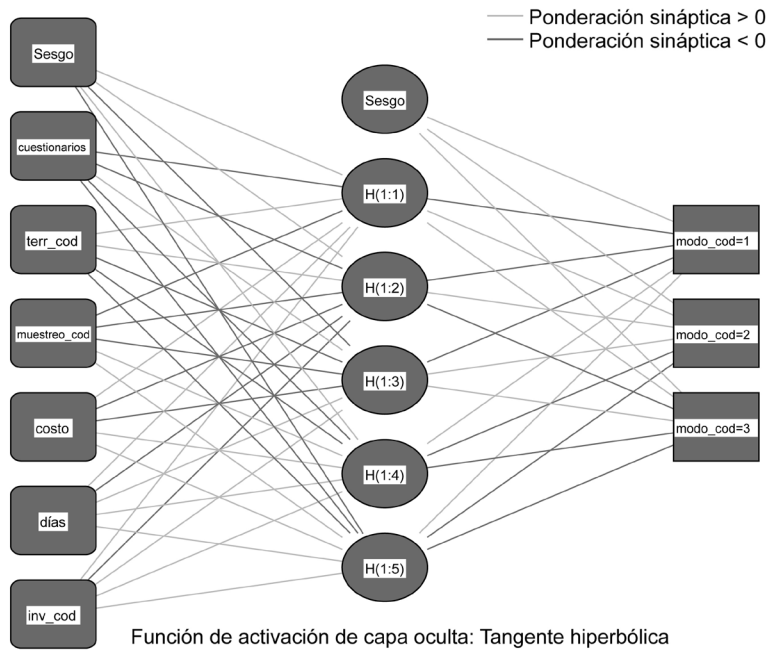 Ponderación sináptica > 0
Ponderación sináptica < 0
Sesgo
cuestionarios
terr_cod
muestreo_cod
costo
días
inv_cod
Sesgo
H(1:1)
H(1:2)
H(1:3)
H(1:4)
H(1:5)
modo_cod=1
modo_cod=2
modo_cod=3
Función de activación de capa oculta: Tangente hiperbólica